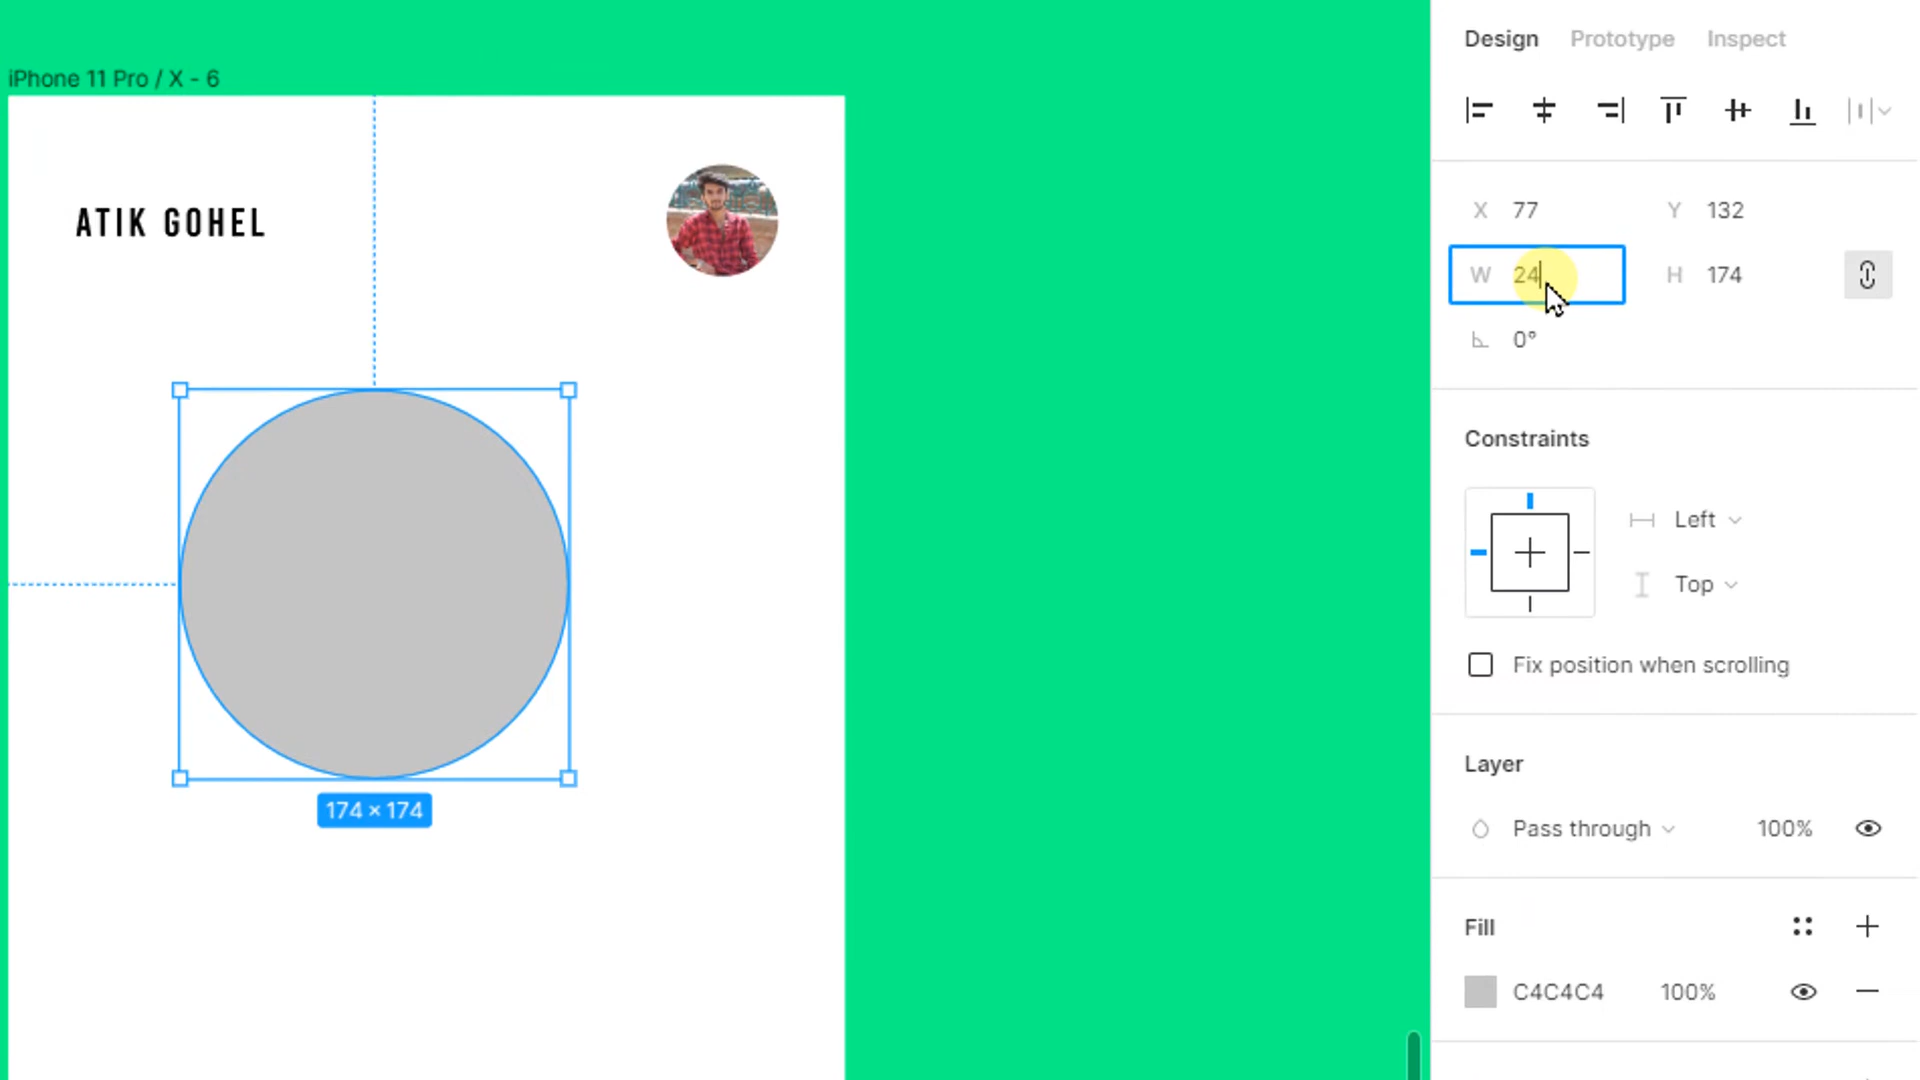 Design Prototype Inspect
iPhone 11 Pro / X - 6
ATIK GOHEL
X 77 Y 132
W 24 H 174
0°
Constraints
Left
Top
Fix position when scrolling
174 × 174
Layer
Pass through 100%
Fill
C4C4C4 100%